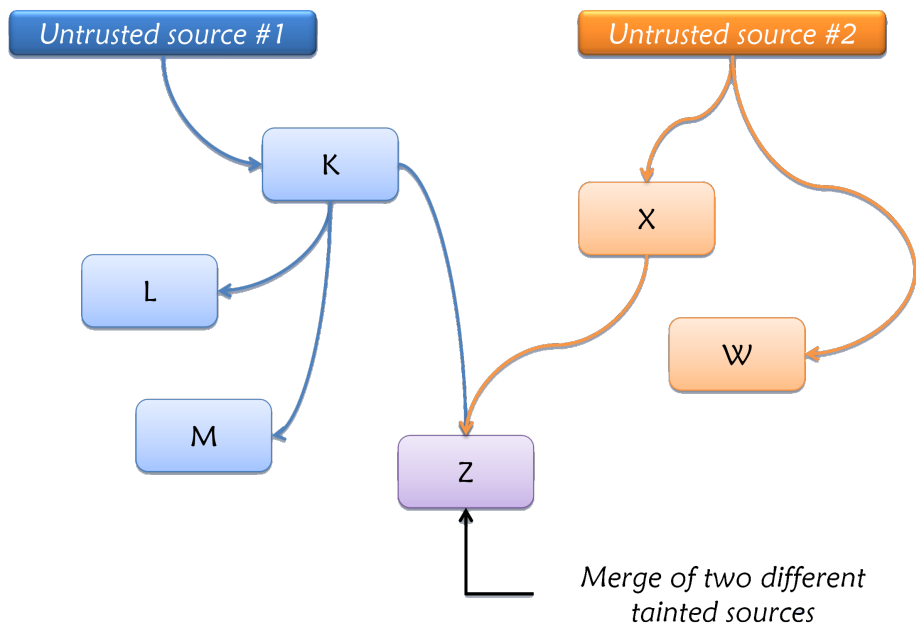 Untrusted source #1
Untrusted source #2
K
X
L
W
M
Z
Merge of two different
tainted sources